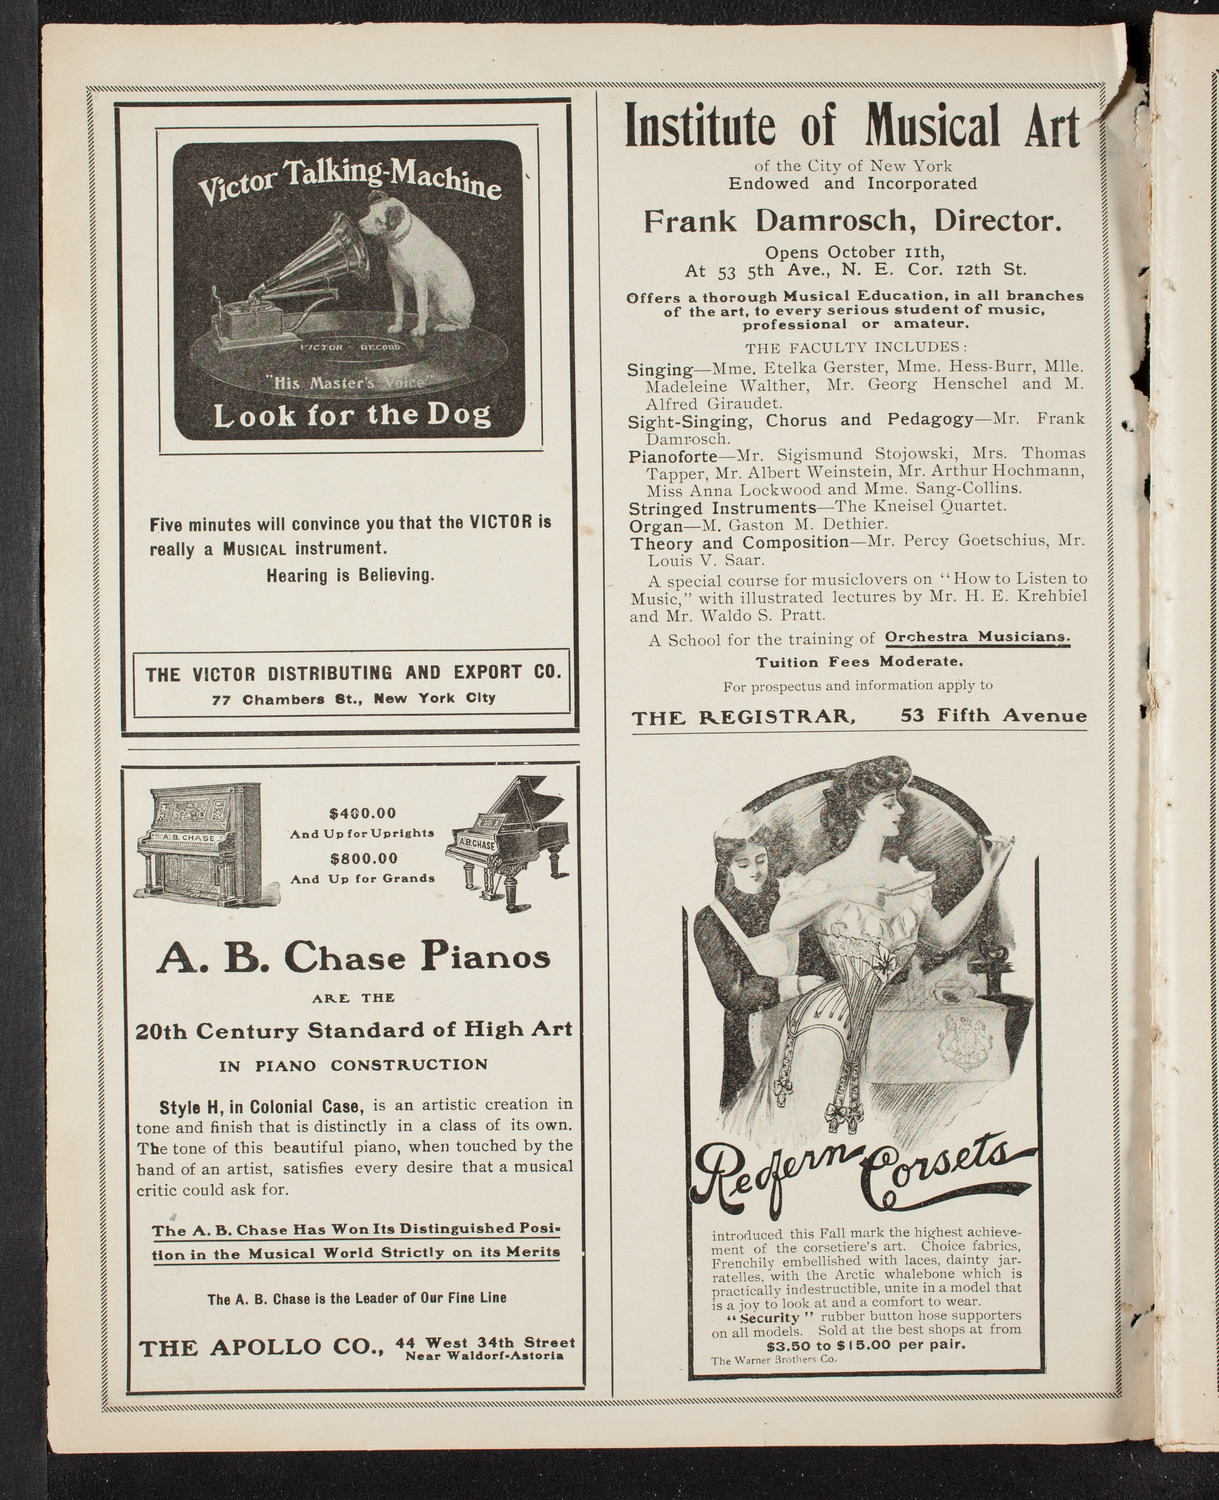 Victor Talking-Machine
VICTOR - RECORD
"His Master's Voice"
Look for the Dog
Five minutes will convince you that the VICTOR is
really a MUSICAL instrument.
Hearing is Believing.
THE VICTOR DISTRIBUTING AND EXPORT CO.
77 Chambers St., New York City
A. B. CHASE
$400.00
And Up for Uprights
$800.00
And Up for Grands
A.B.CHASE
A. B. Chase Pianos
ARE THE
20th Century Standard of High Art
IN PIANO CONSTRUCTION
Style H, in Colonial Case, is an artistic creation in
tone and finish that is distinctly in a class of its own.
The tone of this beautiful piano, when touched by the
hand of an artist, satisfies every desire that a musical
critic could ask for.
The A. B. Chase Has Won Its Distinguished Posi-
tion in the Musical World Strictly on its Merits
The A. B. Chase is the Leader of Our Fine Line
THE APOLLO CO., 44 West 34th Street
Near Waldorf-Astoria
Institute of Musical Art
of the City of New York
Endowed and Incorporated
Frank Damrosch, Director.
Opens October 11th,
At 53 5th Ave., N. E. Cor. 12th St.
Offers a thorough Musical Education, in all branches
of the art, to every serious student of music,
professional or amateur.
THE FACULTY INCLUDES:
Singing—Mme. Etelka Gerster, Mme. Hess-Burr, Mlle.
Madeleine Walther, Mr. Georg Henschel and M.
Alfred Giraudet.
Sight-Singing, Chorus and Pedagogy—Mr. Frank
Damrosch.
Pianoforte—Mr. Sigismund Stojowski, Mrs. Thomas
Tapper, Mr. Albert Weinstein, Mr. Arthur Hochmann,
Miss Anna Lockwood and Mme. Sang-Collins.
Stringed Instruments—The Kneisel Quartet.
Organ—M. Gaston M. Dethier.
Theory and Composition—Mr. Percy Goetschius, Mr.
Louis V. Saar.
A special course for musiclovers on "How to Listen to
Music," with illustrated lectures by Mr. H. E. Krehbiel
and Mr. Waldo S. Pratt.
A School for the training of Orchestra Musicians.
Tuition Fees Moderate.
For prospectus and information apply to
THE REGISTRAR, 53 Fifth Avenue
Redfern Corsets
introduced this Fall mark the highest achieve-
ment of the corsetiere's art. Choice fabrics,
Frenchily embellished with laces, dainty jar-
ratelles, with the Arctic whalebone which is
practically indestructible, unite in a model that
is a joy to look at and a comfort to wear.
"Security" rubber button hose supporters
on all models. Sold at the best shops at from
$3.50 to $15.00 per pair.
The Warner Brothers Co.